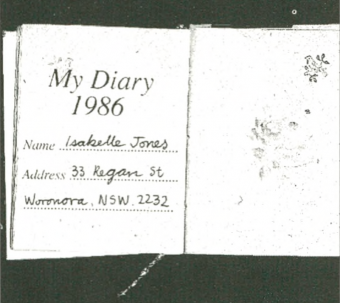 My Diary
1986
Name Isabelle Jones
Address 33 Regan St
Woronora, NSW, 2232